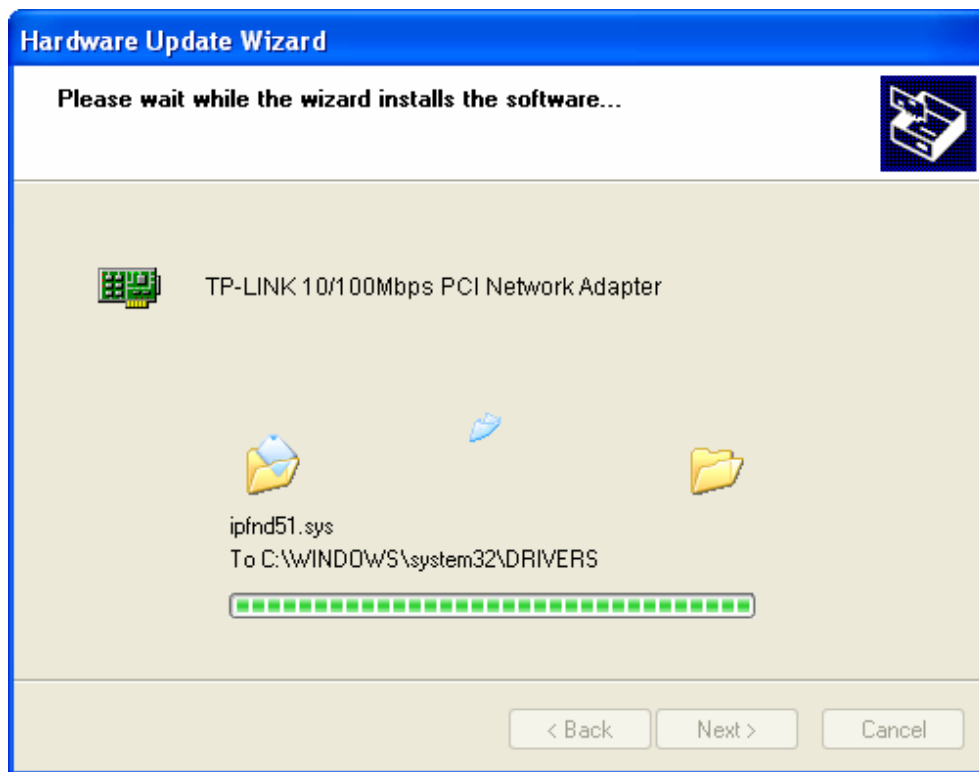 Hardware Update Wizard
Please wait while the wizard installs the software...
TP-LINK 10/100Mbps PCI Network Adapter
ipfnd51.sys
To C:\WINDOWS\system32\DRIVERS
< Back Next > Cancel